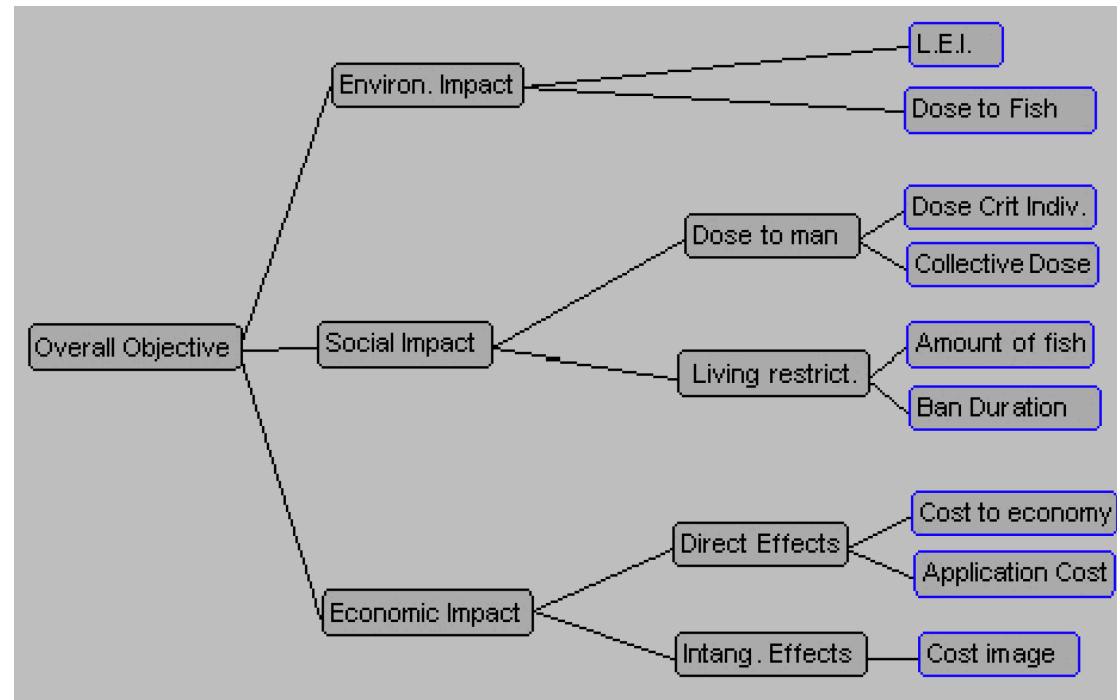 L.E.I.
Environ. Impact
Dose to Fish
Dose Crit Indiv.
Dose to man
Collective Dose
Overall Objective
Social Impact
Amount of fish
Living restrict.
Ban Duration
Cost to economy
Direct Effects
Application Cost
Economic Impact
Intang. Effects
Cost image